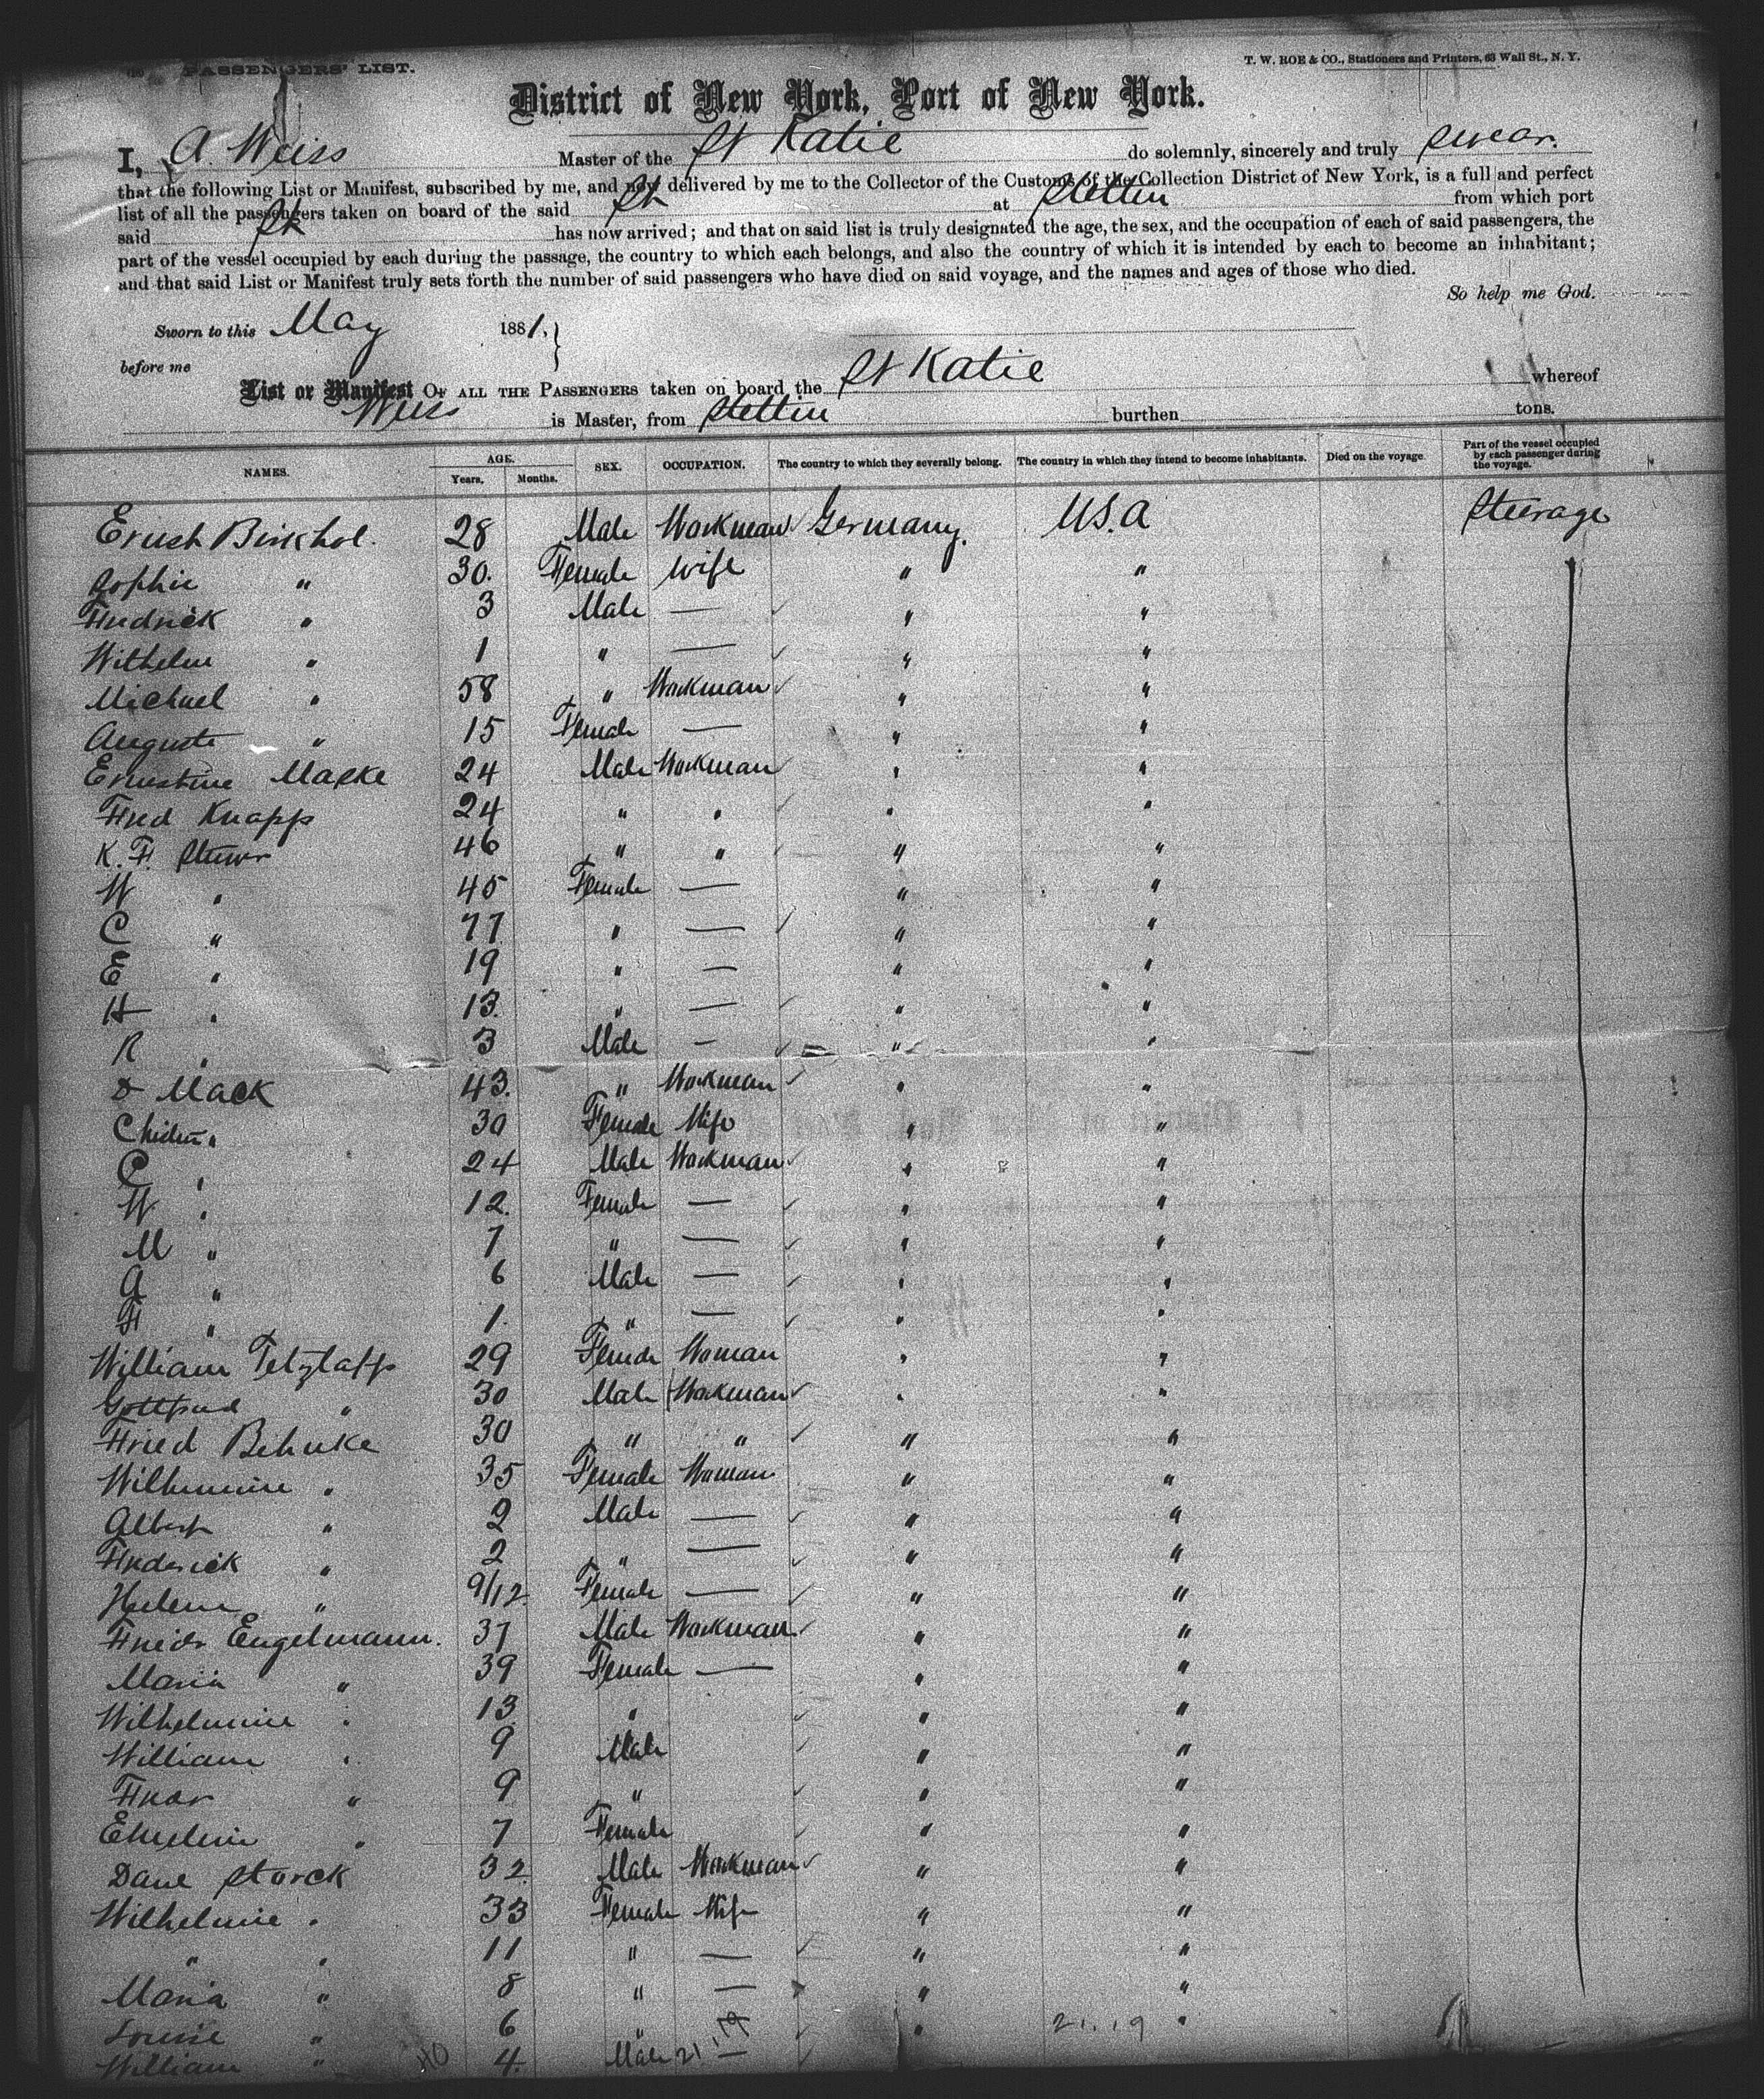 PASSENGERS' LIST.
T. W. ROE & CO., Stationers and Printers, 63 Wall St., N. Y.
District of New York, Port of New York.
I, A. Weiss Master of the St Katie do solemnly, sincerely and truly swear.
that the following List or Manifest, subscribed by me, and now delivered by me to the Collector of the Customs of the Collection District of New York, is a full and perfect
list of all the passengers taken on board of the said St at Stettin from which port
said St has now arrived; and that on said list is truly designated the age, the sex, and the occupation of each of said passengers, the
part of the vessel occupied by each during the passage, the country to which each belongs, and also the country of which it is intended by each to become an inhabitant;
and that said List or Manifest truly sets forth the number of said passengers who have died on said voyage, and the names and ages of those who died.
So help me God.
Sworn to this May 1881,
before me
List or Manifest OF ALL THE PASSENGERS taken on board the St Katie whereof
Weiss is Master, from Stettin burthen tons.
NAMES. AGE. Years. Months. SEX. OCCUPATION. The country to which they severally belong. The country in which they intend to become inhabitants. Died on the voyage. Part of the vessel occupied by each passenger during the voyage.
28 Male Workman Germany. USA Steerage
Sophie " 30. Female Wife " "
Fredrick " 3 Male — " "
Wilhelm " 1 " — " "
Michael " 58 " Workman " "
Auguste " 15 Female — " "
Ernestine 24 Male Workman " "
Fred Knapp 24 " " " "
K. F. 46 " " " "
W " 45 Female — " "
C " 77 " — " "
E " 19 " — " "
H " 13. " — " "
R " 3 Male — " "
Mack 43. " Workman " "
" 30 Female Wife " "
C " 24 Male Workman " "
W " 12. Female — " "
M " 7 " — " "
A " 6 Male — " "
F " 1. " — " "
William Tetzlaff 29 Female Woman " "
Gottfried " 30 Male Workman " "
Fried Behnke 30 " " " "
Wilhelmine " 35 Female Woman " "
Albert " 2 Male — " "
Frederick " 2 " — " "
Helene " 9/12 Female — " "
Friedr Engelmann. 37 Male Workman " "
Maria " 39 Female — " "
Wilhelmine " 13 " " "
William " 9 Male " "
Friedr " 9 " " "
" 7 Female " "
Dane Storck 32. Male Workman " "
Wilhelmine " 33 Female Wife " "
" " 11 " — " "
Maria " 8 " — " "
Louise " 6 " — " 21.19 "
William " 4. Male 21.19 —